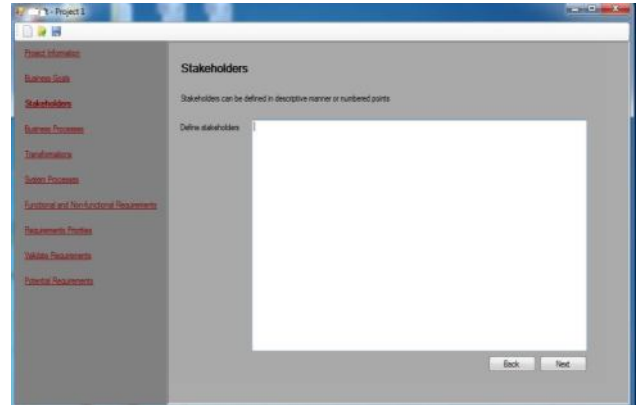 - Project 1
Project Information
Business Goals
Stakeholders
Business Processes
Transformations
System Processes
Functional and Non-functional Requirements
Requirements Priorities
Validate Requirements
Potential Requirements
Stakeholders
Stakeholders can be defined in descriptive manner or numbered points
Define stakeholders
Back
Next